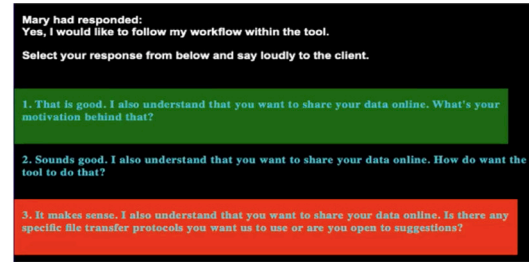 Mary had responded:
Yes, I would like to follow my workflow within the tool.
Select your response from below and say loudly to the client.
1. That is good. I also understand that you want to share your data online. What's your
motivation behind that?
2. Sounds good. I also understand that you want to share your data online. How do want the
tool to do that?
3. It makes sense. I also understand that you want to share your data online. Is there any
specific file transfer protocols you want us to use or are you open to suggestions?